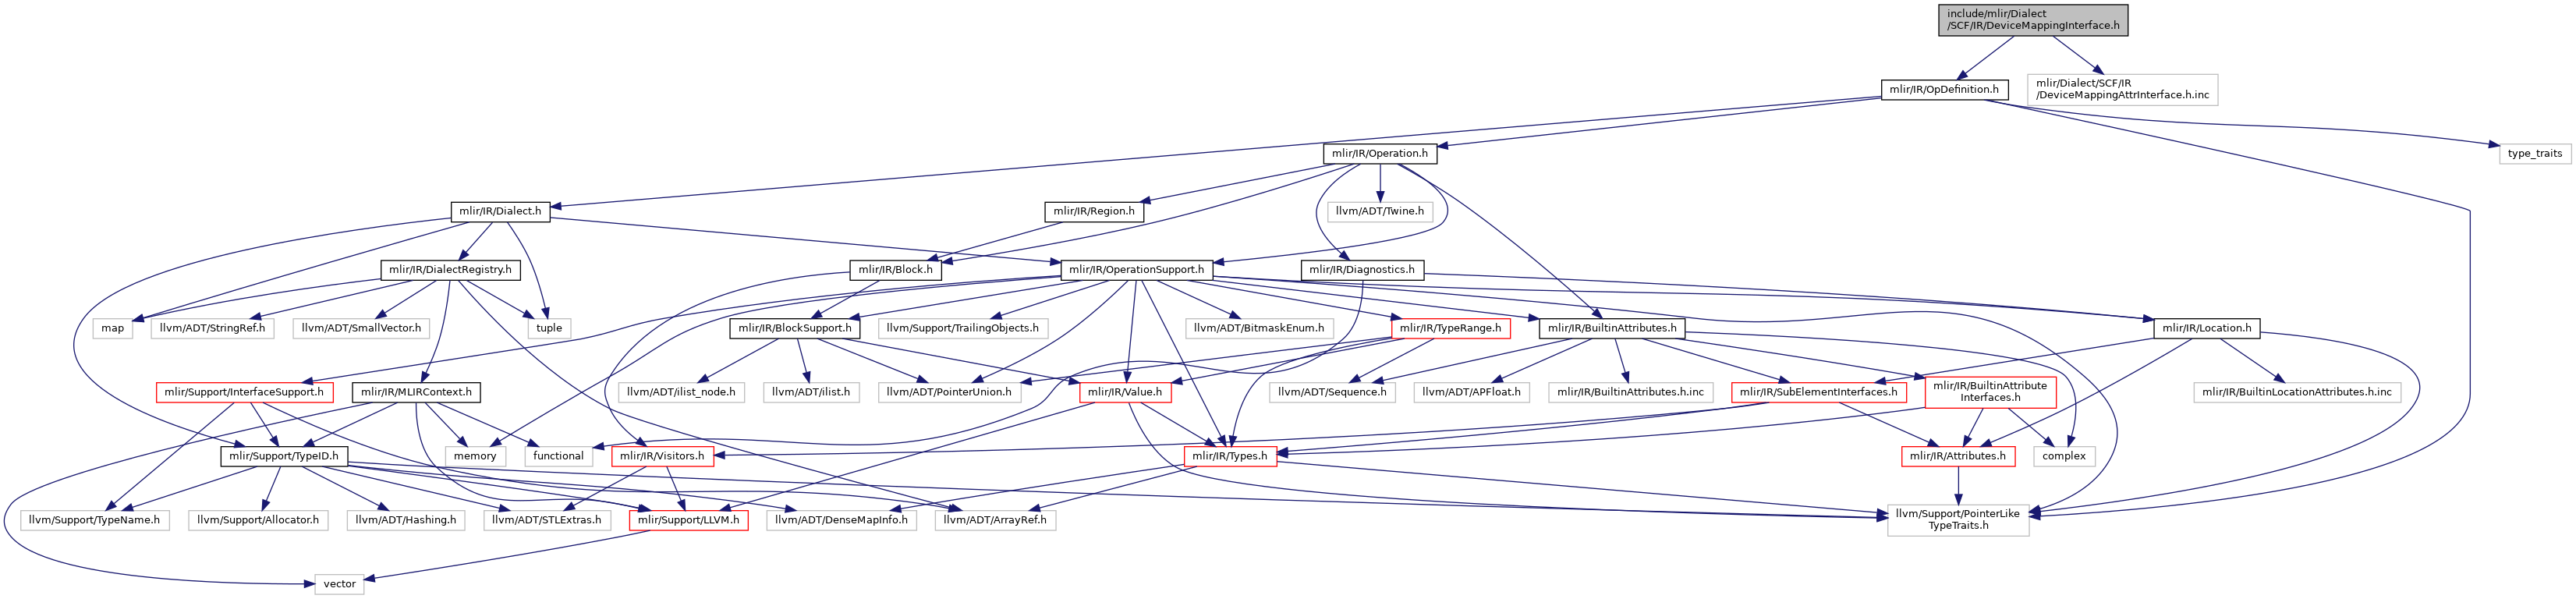 include/mlir/Dialect
/SCF/IR/DeviceMappingInterface.h
mlir/IR/OpDefinition.h
mlir/Dialect/SCF/IR
/DeviceMappingAttrInterface.h.inc
mlir/IR/Operation.h
type_traits
mlir/IR/Dialect.h
mlir/IR/Region.h
llvm/ADT/Twine.h
mlir/IR/DialectRegistry.h
mlir/IR/Block.h
mlir/IR/OperationSupport.h
mlir/IR/Diagnostics.h
map
llvm/ADT/StringRef.h
llvm/ADT/SmallVector.h
tuple
mlir/IR/BlockSupport.h
llvm/Support/TrailingObjects.h
llvm/ADT/BitmaskEnum.h
mlir/IR/TypeRange.h
mlir/IR/BuiltinAttributes.h
mlir/IR/Location.h
mlir/Support/InterfaceSupport.h
mlir/IR/MLIRContext.h
llvm/ADT/ilist_node.h
llvm/ADT/ilist.h
llvm/ADT/PointerUnion.h
mlir/IR/Value.h
llvm/ADT/Sequence.h
llvm/ADT/APFloat.h
mlir/IR/BuiltinAttributes.h.inc
mlir/IR/SubElementInterfaces.h
mlir/IR/BuiltinAttribute
Interfaces.h
mlir/IR/BuiltinLocationAttributes.h.inc
mlir/Support/TypeID.h
memory
functional
mlir/IR/Visitors.h
mlir/IR/Types.h
mlir/IR/Attributes.h
complex
llvm/Support/TypeName.h
llvm/Support/Allocator.h
llvm/ADT/Hashing.h
llvm/ADT/STLExtras.h
mlir/Support/LLVM.h
llvm/ADT/DenseMapInfo.h
llvm/ADT/ArrayRef.h
llvm/Support/PointerLike
TypeTraits.h
vector